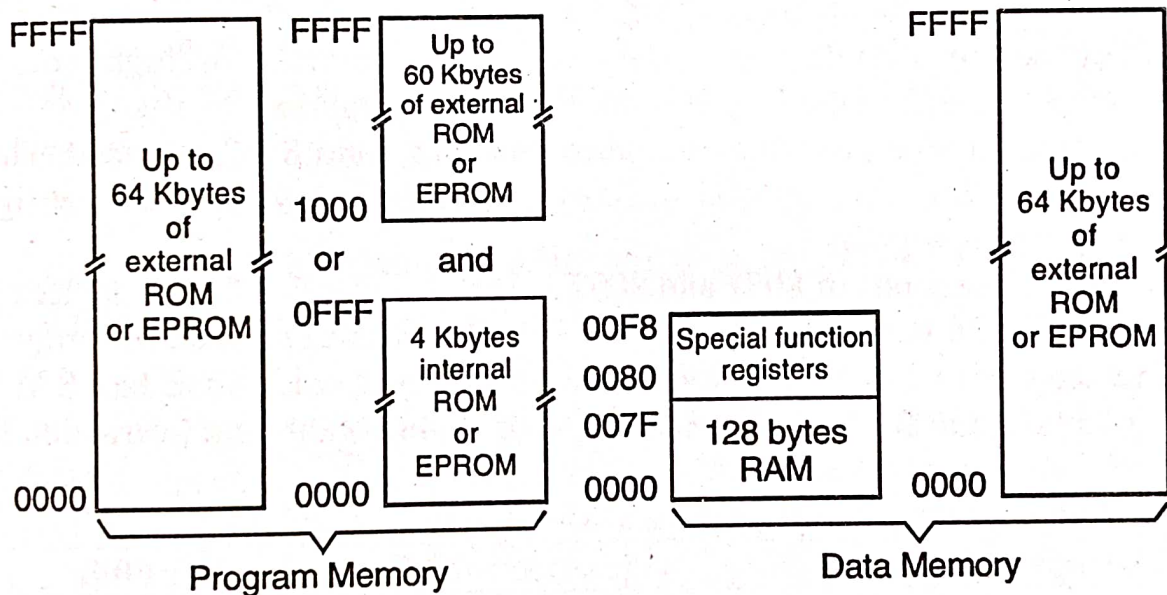 FFFF
Up to
64 Kbytes
of
external
ROM
or EPROM
0000
FFFF
Up to
60 Kbytes
of external
ROM
or
EPROM
1000
or
and
0FFF
4 Kbytes
internal
ROM
or
EPROM
0000
Program Memory
00F8
Special function
registers
0080
007F
128 bytes
RAM
0000
FFFF
Up to
64 Kbytes
of
external
ROM
or EPROM
0000
Data Memory